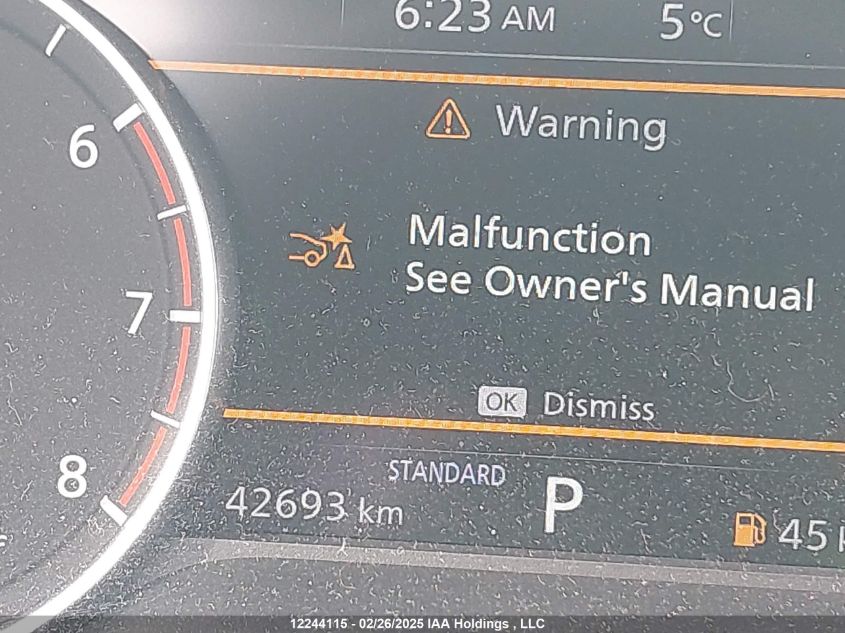 6:23 AM 5°C
Warning
6
Malfunction
See Owner's Manual
7
OK Dismiss
STANDARD
8
42693 km P 45
12244115 - 02/26/2025 IAA Holdings , LLC